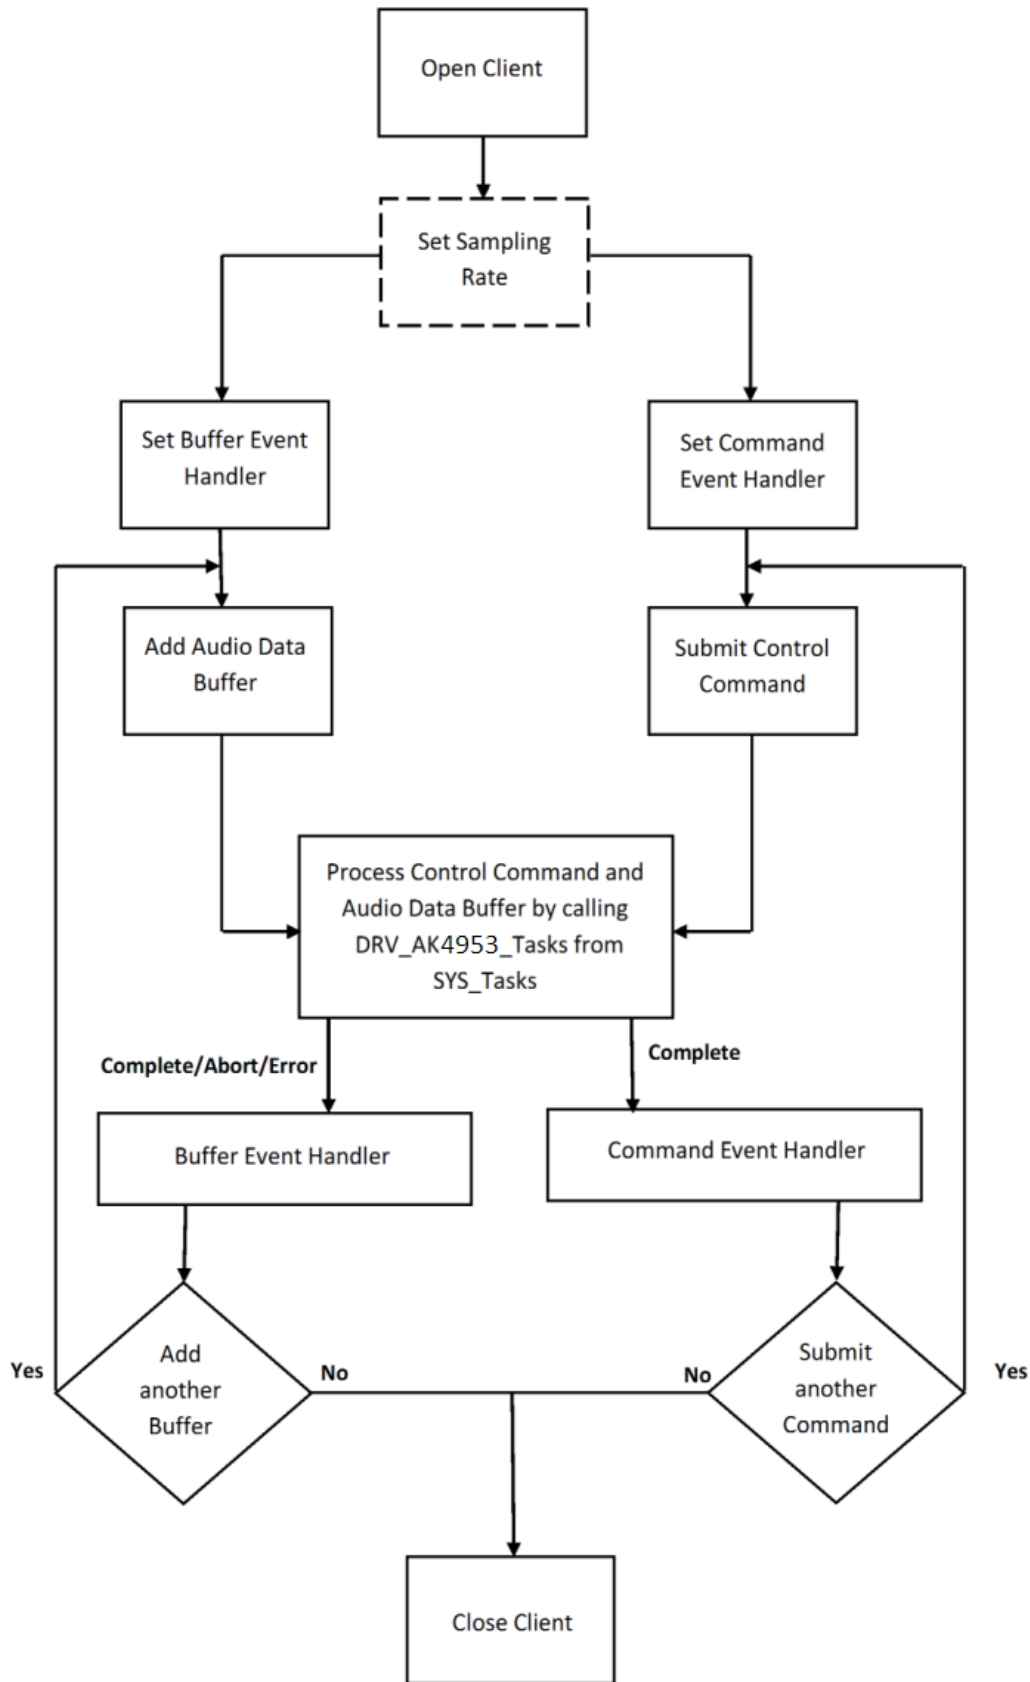 Open Client
Set Sampling
Rate
Set Buffer Event
Handler
Set Command
Event Handler
Add Audio Data
Buffer
Submit Control
Command
Process Control Command and
Audio Data Buffer by calling
DRV_AK4953_Tasks from
SYS_Tasks
Complete/Abort/Error
Complete
Buffer Event Handler
Command Event Handler
Yes
Add
another
Buffer
No
No
Submit
another
Command
Yes
Close Client